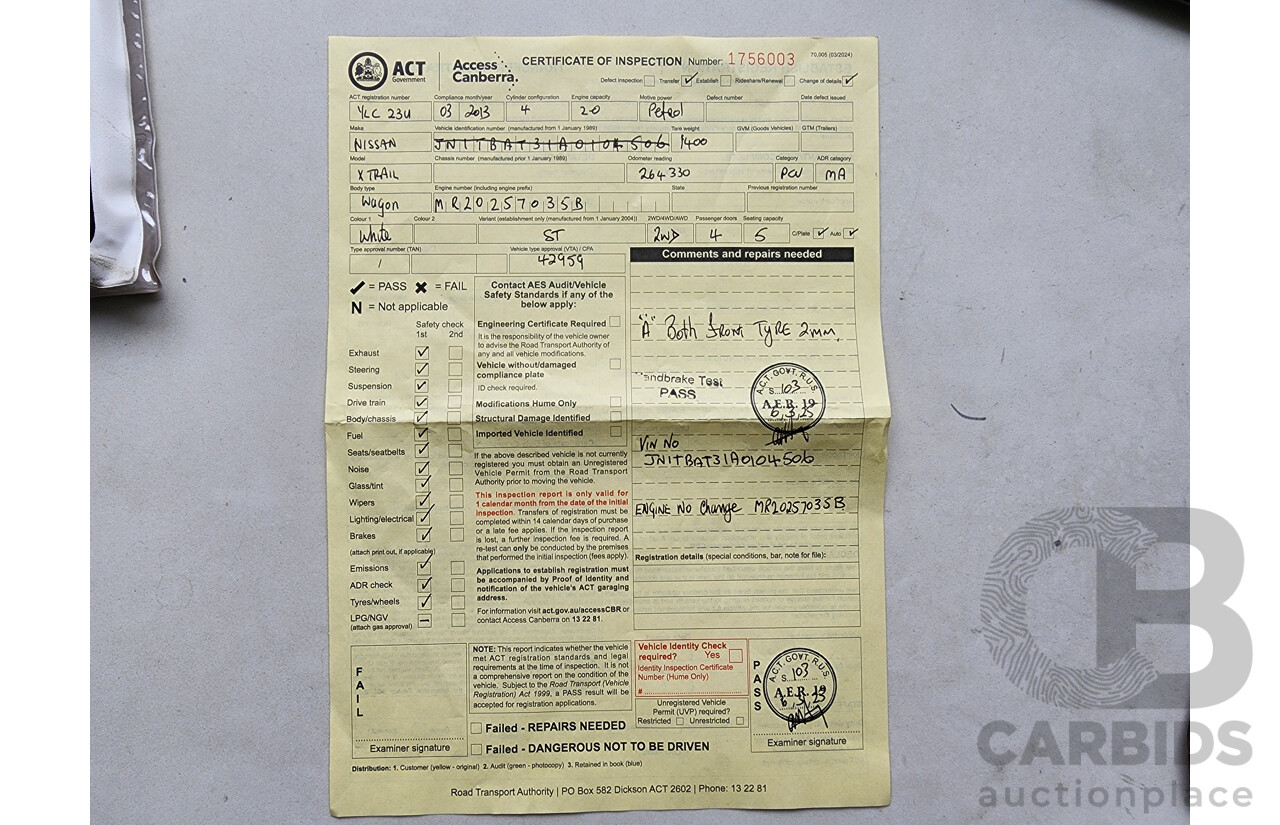 ACT Government
Access Canberra.
CERTIFICATE OF INSPECTION Number: 1756003
70,005 (03/2024)
Defect Inspection Transfer ✓ Establish Rideshare/Renewal Change of details ✓
ACT registration number Compliance month/year Cylinder configuration Engine capacity Motive power Defect number Date defect issued
YLC 23U 03 2013 4 2.0 Petrol
Make Vehicle identification number (manufactured from 1 January 1989) Tare weight GVM (Goods Vehicles) GTM (Trailers)
NISSAN JN1TBAT31A0104506 1400
Model Chassis number (manufactured prior 1 January 1989) Odometer reading Category ADR category
XTRAIL 264330 PCV MA
Body type Engine number (including engine prefix) State Previous registration number
Wagon MR20257035B
Colour 1 Colour 2 Variant (establishment only (manufactured from 1 January 2004)) 2WD/4WD/AWD Passenger doors Seating capacity
White ST 2WD 4 5 C/Plate ✓ Auto ✓
Type approval number (TAN) Vehicle type approval (VTA) / CPA
/ 42959
Comments and repairs needed
"A" Both front TYRE 2mm.
Handbrake Test
PASS
A.C.T. GOVT. R.U.S
S...103
A.E.R. 19
6.3.25
VIN No
JN1TBAT31A0104506
ENGINE NO Change MR20257035B
Registration details (special conditions, bar, note for file):
✓ = PASS ✖ = FAIL
N = Not applicable
Safety check
1st 2nd
Exhaust ✓
Steering ✓
Suspension ✓
Drive train ✓
Body/chassis ✓
Fuel ✓
Seats/seatbelts ✓
Noise ✓
Glass/tint ✓
Wipers ✓
Lighting/electrical ✓
Brakes ✓
(attach print out, if applicable)
Emissions ✓
ADR check ✓
Tyres/wheels ✓
LPG/NGV –
(attach gas approval)
Contact AES Audit/Vehicle
Safety Standards if any of the
below apply:
Engineering Certificate Required
It is the responsibility of the vehicle owner
to advise the Road Transport Authority of
any and all vehicle modifications.
Vehicle without/damaged
compliance plate
ID check required.
Modifications Hume Only
Structural Damage Identified
Imported Vehicle Identified
If the above described vehicle is not currently
registered you must obtain an Unregistered
Vehicle Permit from the Road Transport
Authority prior to moving the vehicle.
This inspection report is only valid for
1 calendar month from the date of the initial
inspection. Transfers of registration must be
completed within 14 calendar days of purchase
or a late fee applies. If the inspection report
is lost, a further inspection fee is required. A
re-test can only be conducted by the premises
that performed the initial inspection (fees apply).
Applications to establish registration must
be accompanied by Proof of Identity and
notification of the vehicle's ACT garaging
address.
For information visit act.gov.au/accessCBR or
contact Access Canberra on 13 22 81.
FAIL
Examiner signature
NOTE: This report indicates whether the vehicle
met ACT registration standards and legal
requirements at the time of inspection. It is not
a comprehensive report on the condition of the
vehicle. Subject to the Road Transport (Vehicle
Registration) Act 1999, a PASS result will be
accepted for registration applications.
Failed - REPAIRS NEEDED
Failed - DANGEROUS NOT TO BE DRIVEN
Vehicle Identity Check
required? Yes
Identity Inspection Certificate
Number (Hume Only)
#
Unregistered Vehicle
Permit (UVP) required?
Restricted Unrestricted
PASS
A.C.T. GOVT. R.U.S
S...103
A.E.R. 19
6.3.25
Examiner signature
Distribution: 1. Customer (yellow - original) 2. Audit (green - photocopy) 3. Retained in book (blue)
Road Transport Authority | PO Box 582 Dickson ACT 2602 | Phone: 13 22 81
CB
CARBIDS
auctionplace